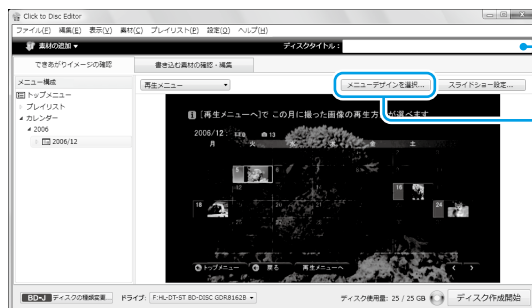 Click to Disc Editor
ファイル(F) 編集(E) 表示(V) 素材(C) プレイリスト(P) 設定(O) ヘルプ(H)
素材の追加 ディスクタイトル：
できあがりイメージの確認 書き込む素材の確認・編集
メニュー構成 再生メニュー メニューデザインを選択... スライドショー設定...
トップメニュー
プレイリスト
カレンダー
2006
2006/12
[再生メニューへ]で この月に撮った画像の再生方法が選べます
2006/12 13
月 火 水 木 金 土
16
18 24
トップメニュー 戻る 再生メニューへ
BD-J ディスクの種類変更... ドライブ： F:HL-DT-ST BD-DISC GDR8162B ディスク使用量： 25 / 25 GB ディスク作成開始